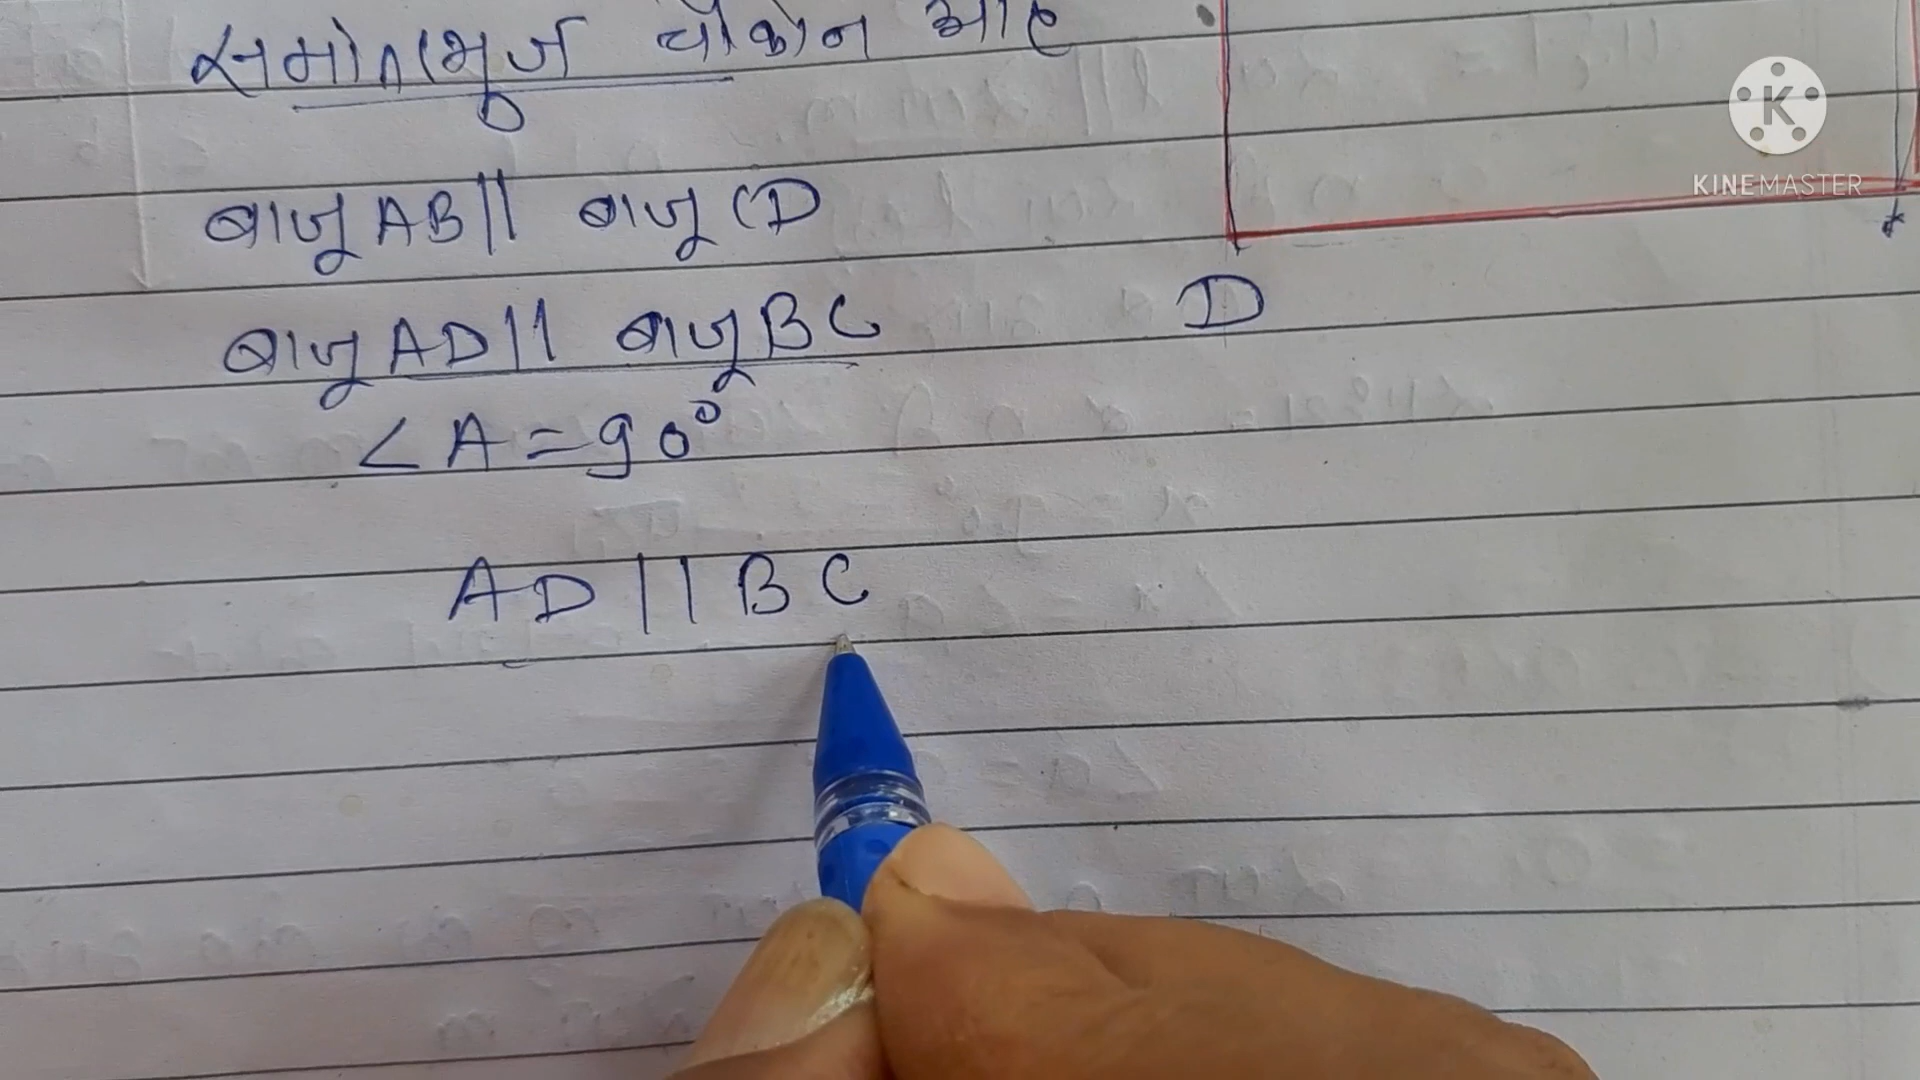 समांतरभुज चौकोन आहे
बाजू AB || बाजू CD
बाजू AD || बाजू BC
D
∠A = 90°
AD || BC
KINEMASTER